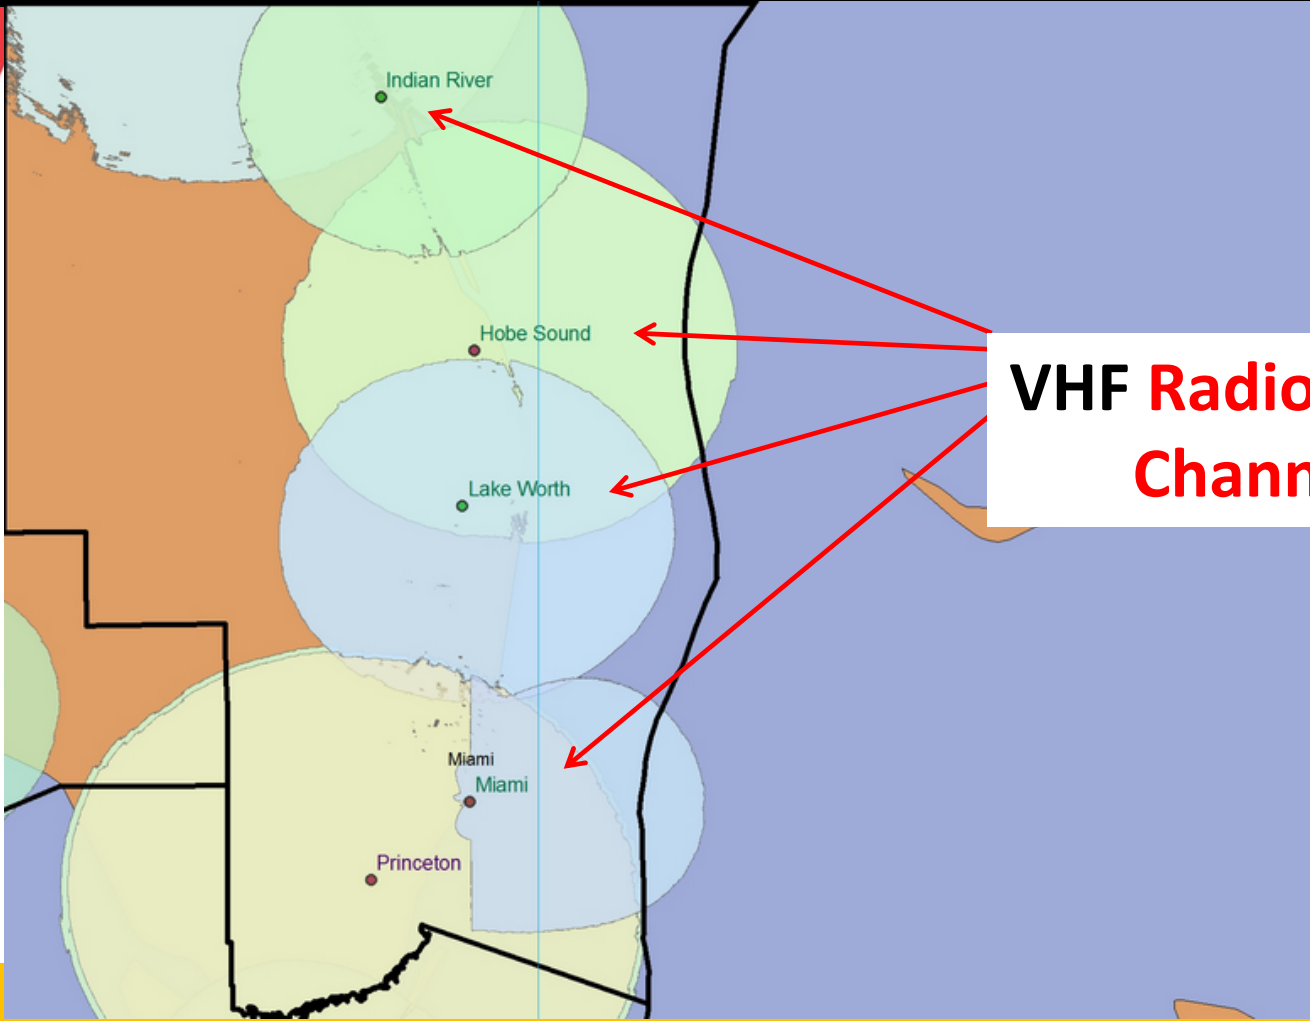 Indian River
Hobe Sound
VHF Radio
Chann
Lake Worth
Miami
Miami
Princeton